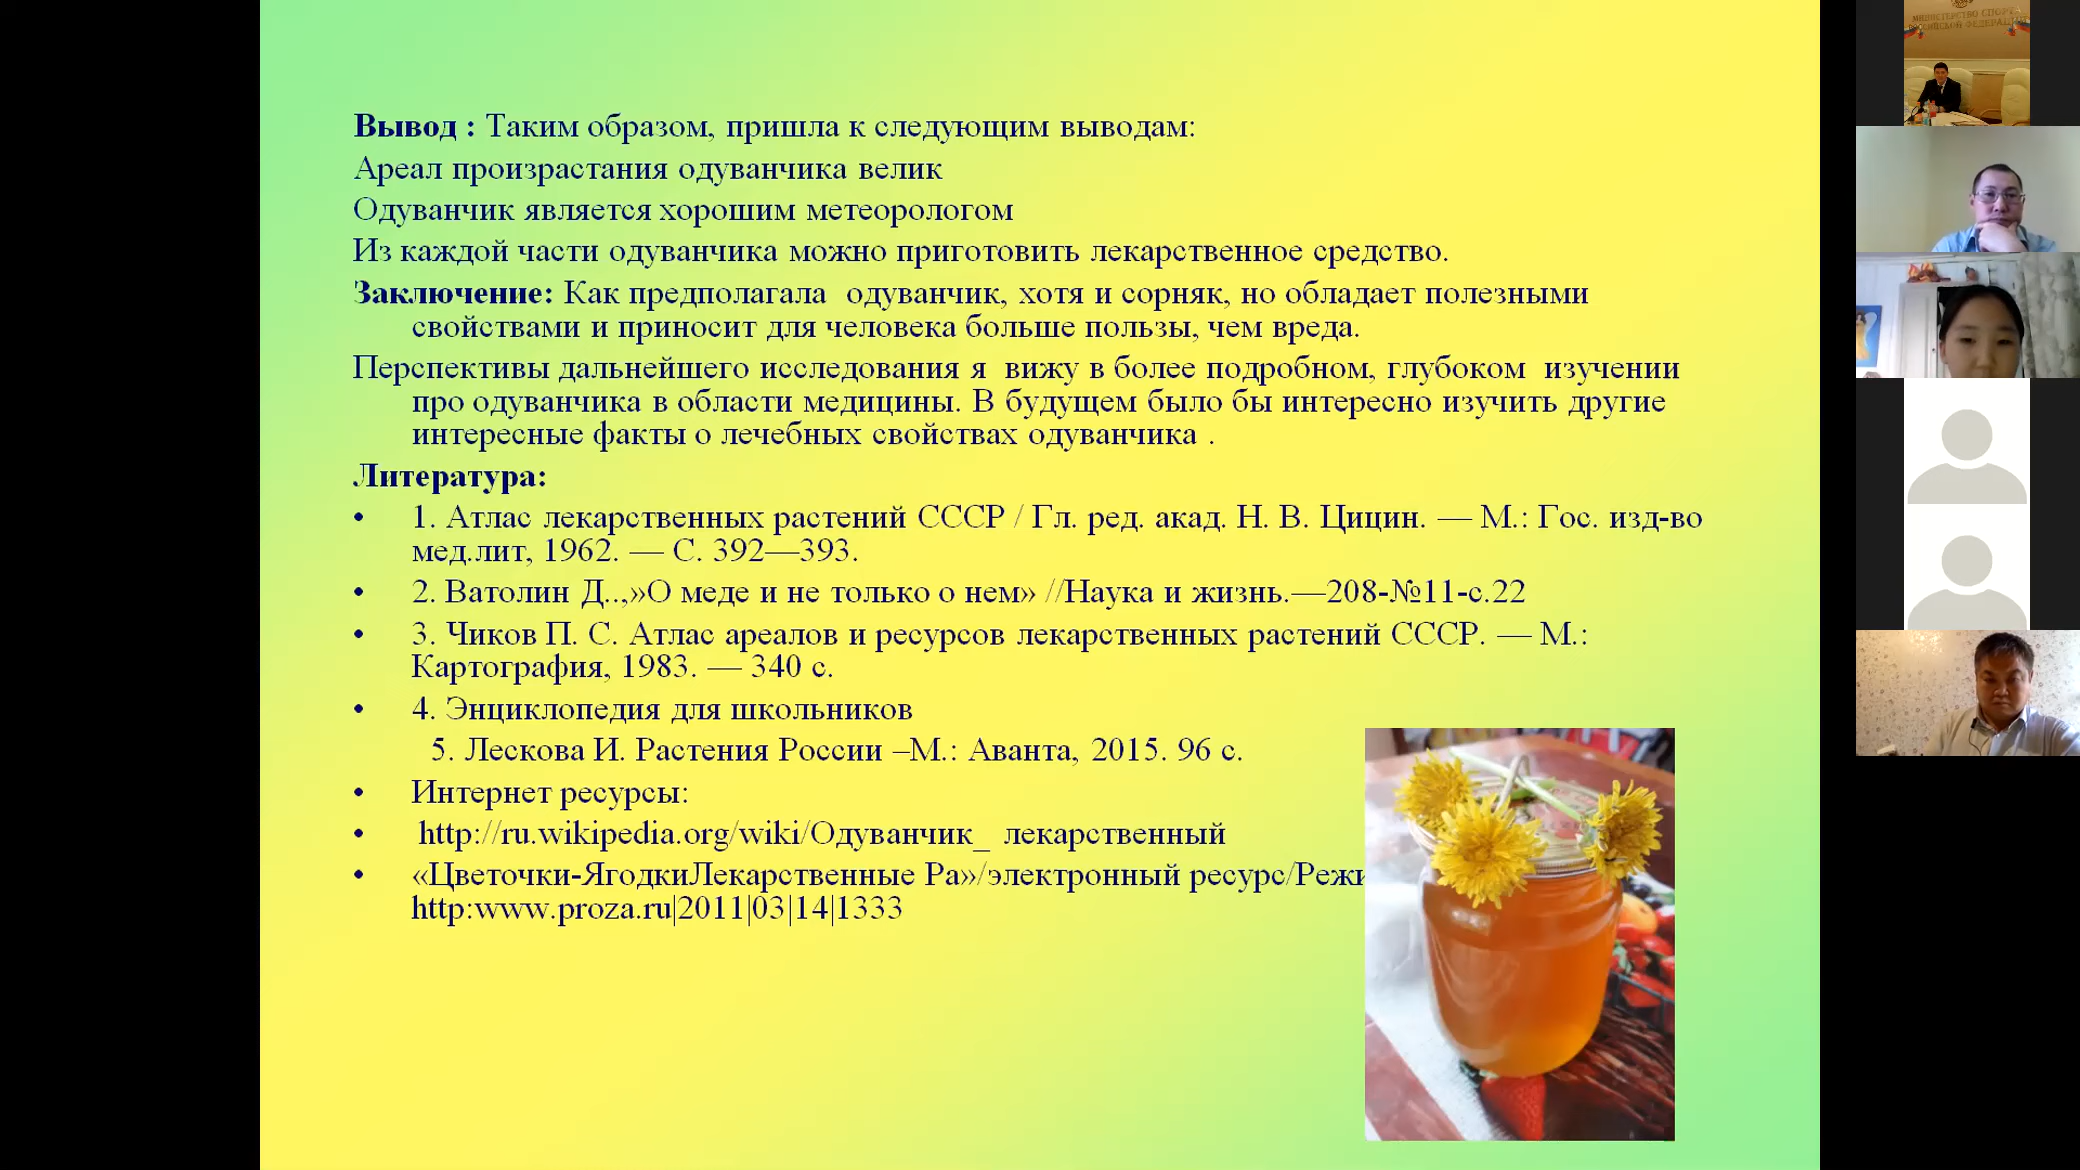 МИНИСТЕРСТВО СПОРТА
РОССИЙСКОЙ ФЕДЕРАЦИИ
Вывод : Таким образом, пришла к следующим выводам:
Ареал произрастания одуванчика велик
Одуванчик является хорошим метеорологом
Из каждой части одуванчика можно приготовить лекарственное средство.
Заключение: Как предполагала одуванчик, хотя и сорняк, но обладает полезными
свойствами и приносит для человека больше пользы, чем вреда.
Перспективы дальнейшего исследования я вижу в более подробном, глубоком изучении
про одуванчика в области медицины. В будущем было бы интересно изучить другие
интересные факты о лечебных свойствах одуванчика .
Литература:
• 1. Атлас лекарственных растений СССР / Гл. ред. акад. Н. В. Цицин. — М.: Гос. изд-во
мед.лит, 1962. — С. 392—393.
• 2. Ватолин Д..,»О меде и не только о нем» //Наука и жизнь.—208-№11-с.22
• 3. Чиков П. С. Атлас ареалов и ресурсов лекарственных растений СССР. — М.:
Картография, 1983. — 340 с.
• 4. Энциклопедия для школьников
5. Лескова И. Растения России –М.: Аванта, 2015. 96 с.
• Интернет ресурсы:
• http://ru.wikipedia.org/wiki/Одуванчик_ лекарственный
• «Цветочки-ЯгодкиЛекарственные Ра»/электронный ресурс/Режи
http:www.proza.ru|2011|03|14|1333